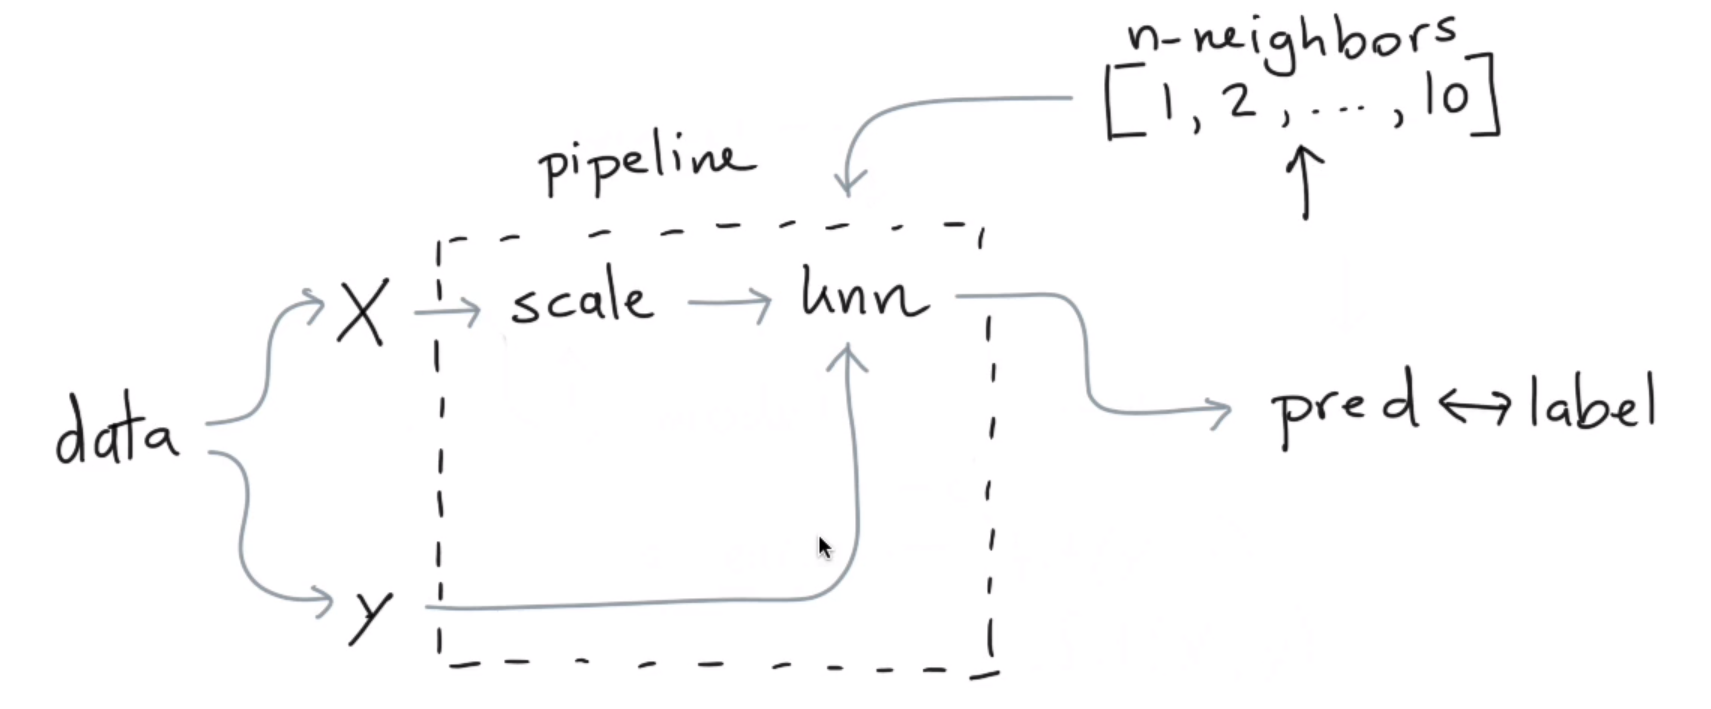 n-neighbors
[1, 2, ..., 10]
pipeline
X
scale
knn
data
pred ↔ label
y